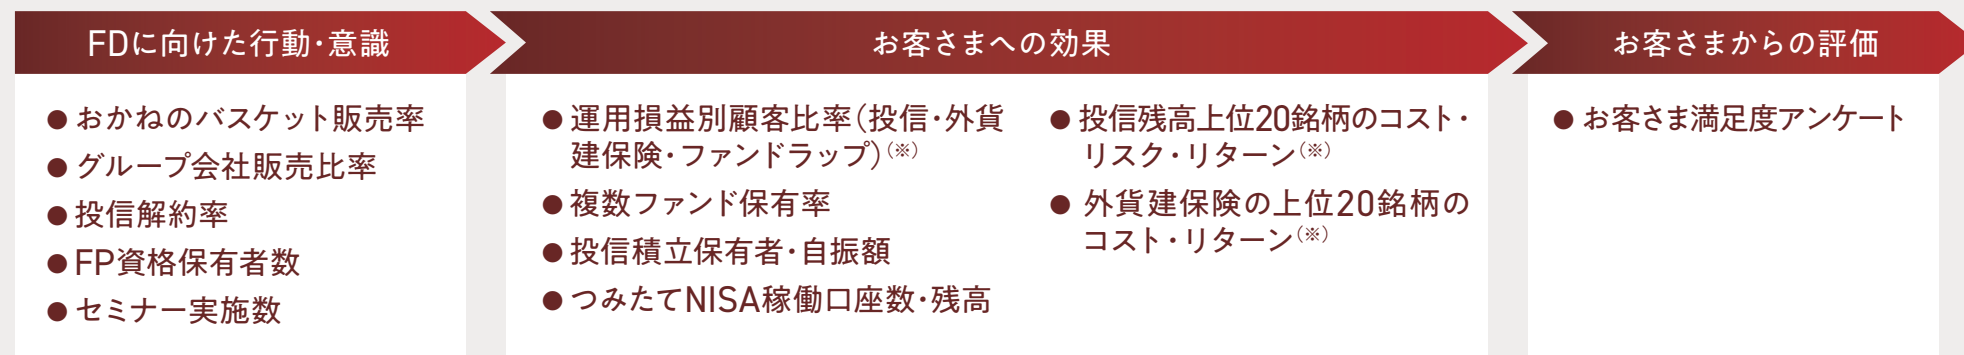 FDに向けた行動・意識
● おかねのバスケット販売率
● グループ会社販売比率
● 投信解約率
● FP資格保有者数
● セミナー実施数
お客さまへの効果
● 運用損益別顧客比率(投信・外貨
建保険・ファンドラップ)(※)
● 複数ファンド保有率
● 投信積立保有者・自振額
● つみたてNISA稼働口座数・残高
● 投信残高上位20銘柄のコスト・
リスク・リターン(※)
● 外貨建保険の上位20銘柄の
コスト・リターン(※)
お客さまからの評価
● お客さま満足度アンケート